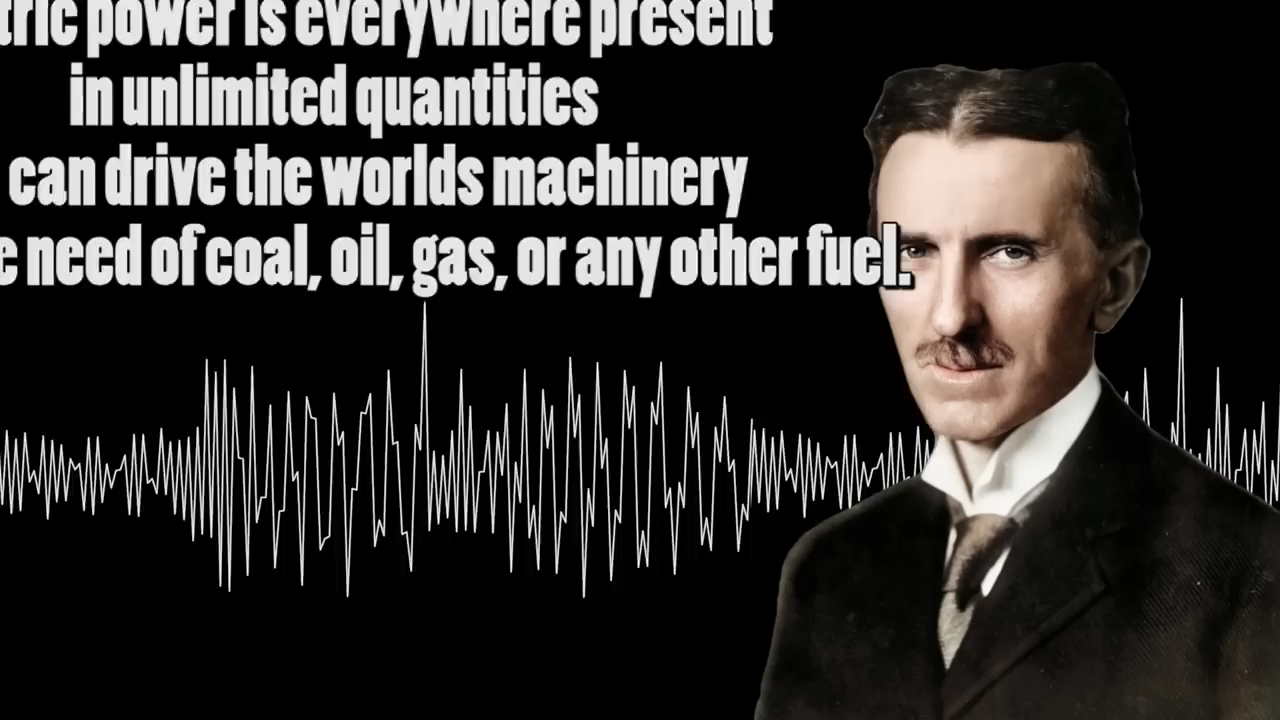 tric power is everywhere present
in unlimited quantities
can drive the worlds machinery
e need of coal, oil, gas, or any other fuel.